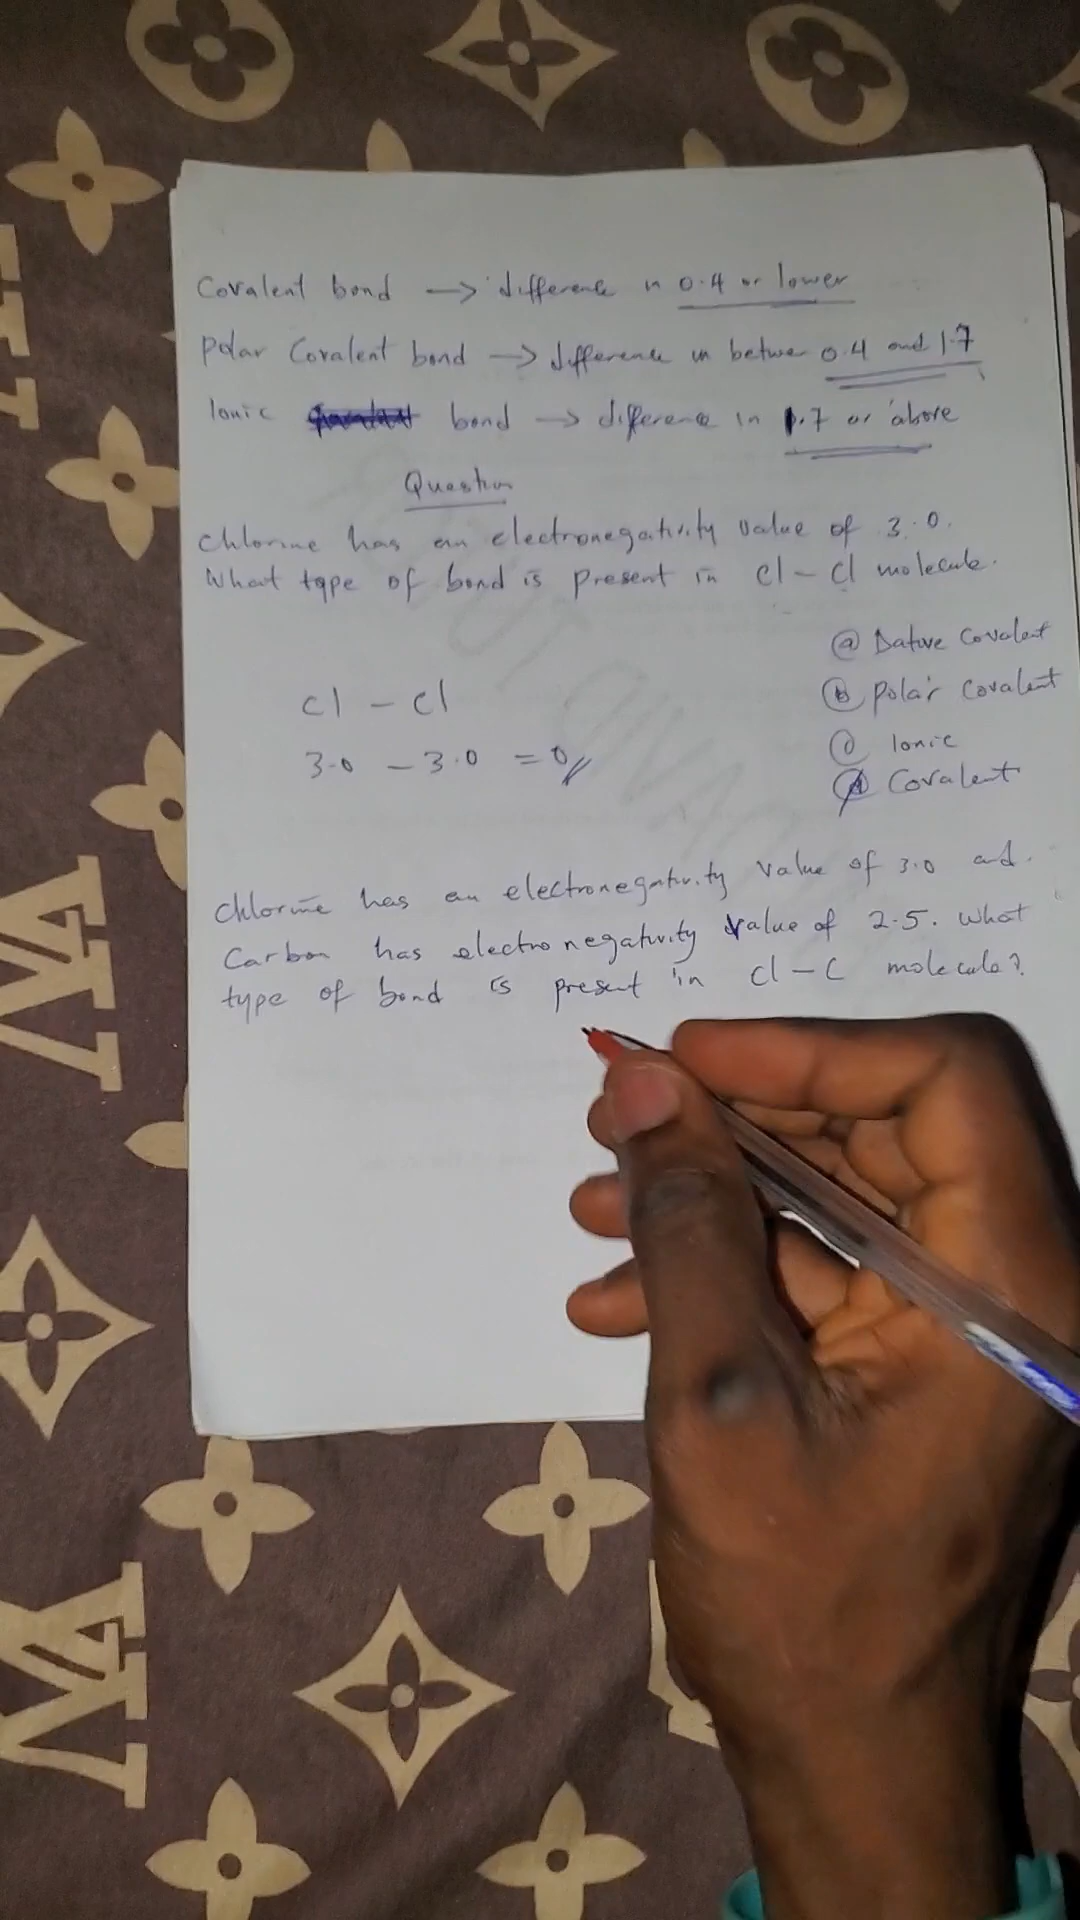 Covalent bond → difference in 0.4 or lower
Polar Covalent bond → difference in betwee 0.4 and 1.7
Ionic bond → difference in 1.7 or above
Question
Chlorine has an electronegativity value of 3.0.
What type of bond is present in Cl - Cl molecule.
ⓐ Dative Covalent
Cl - Cl
ⓑ Polar Covalent
3.0 - 3.0 = 0//
ⓒ Ionic
ⓓ Covalent
Chlorine has an electronegativity value of 3.0 and.
Carbon has electronegativity value of 2.5. What
type of bond is present in Cl - C molecule?